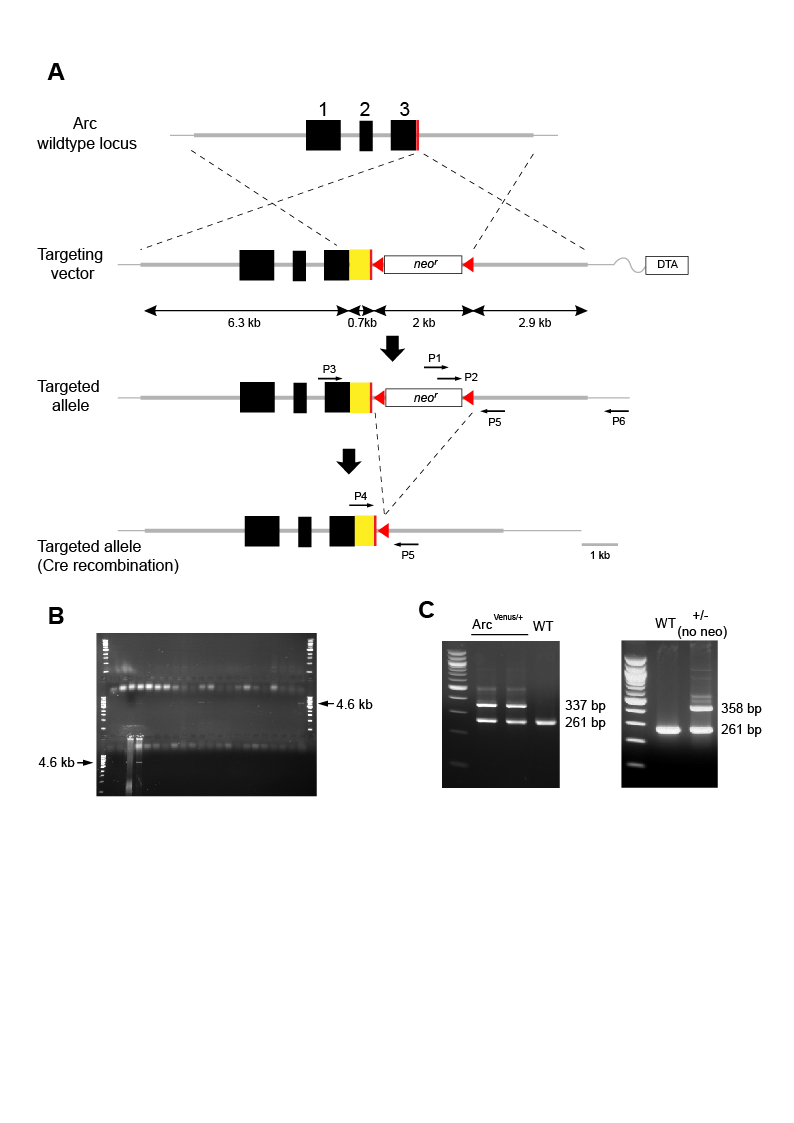 A
1 2 3
Arc
wildtype locus
Targeting
vector
neoʳ
DTA
6.3 kb
0.7kb
2 kb
2.9 kb
P1
P3
P2
Targeted
allele
neoʳ
P5
P6
P4
Targeted allele
(Cre recombination)
P5
1 kb
B
4.6 kb
4.6 kb
C
Arc Venus/+
WT
337 bp
261 bp
WT
+/-
(no neo)
358 bp
261 bp